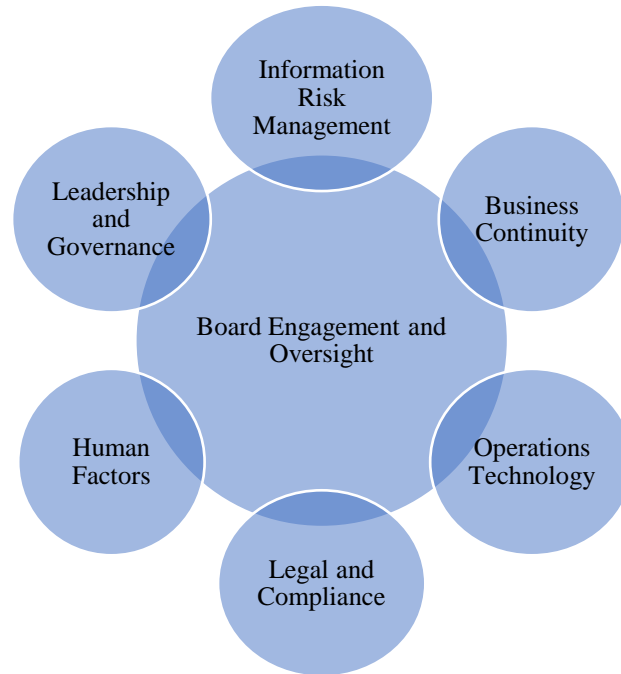 Information
Risk
Management
Leadership
and
Governance
Business
Continuity
Board Engagement and
Oversight
Human
Factors
Operations
Technology
Legal and
Compliance